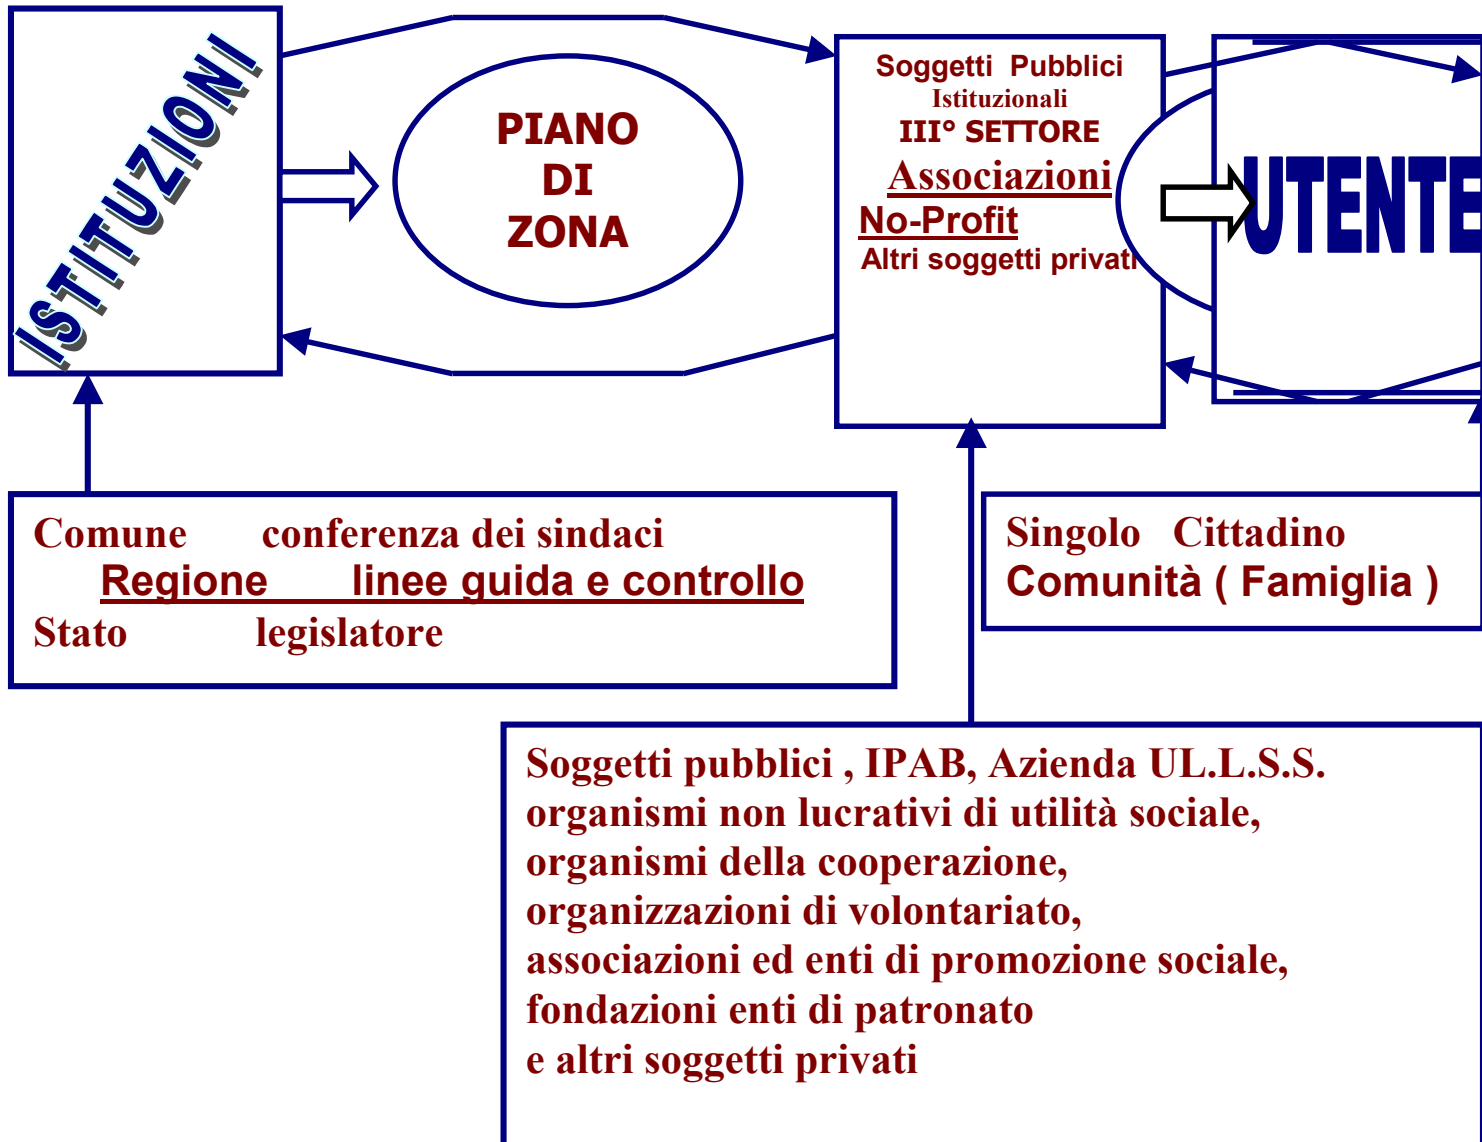 ISTITUZIONI
PIANO
DI
ZONA
Soggetti Pubblici
Istituzionali
III° SETTORE
Associazioni
No-Profit
Altri soggetti privati
UTENTE
Comune conferenza dei sindaci
Regione linee guida e controllo
Stato legislatore
Singolo Cittadino
Comunità ( Famiglia )
Soggetti pubblici , IPAB, Azienda UL.L.S.S.
organismi non lucrativi di utilità sociale,
organismi della cooperazione,
organizzazioni di volontariato,
associazioni ed enti di promozione sociale,
fondazioni enti di patronato
e altri soggetti privati